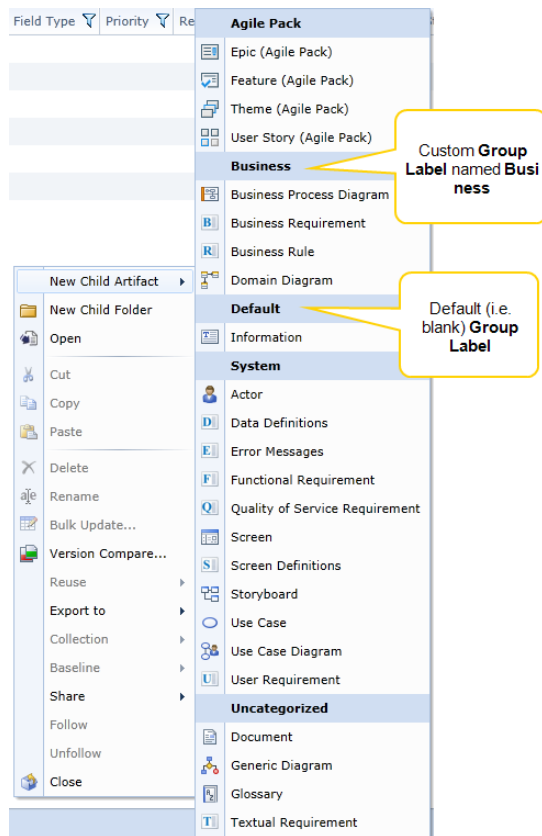 Field Type Priority Re
Agile Pack
Epic (Agile Pack)
Feature (Agile Pack)
Theme (Agile Pack)
User Story (Agile Pack)
Business
Business Process Diagram
Business Requirement
Business Rule
Domain Diagram
Default
Information
System
Actor
Data Definitions
Error Messages
Functional Requirement
Quality of Service Requirement
Screen
Screen Definitions
Storyboard
Use Case
Use Case Diagram
User Requirement
Uncategorized
Document
Generic Diagram
Glossary
Textual Requirement
Custom Group
Label named Busi
ness
Default (i.e.
blank) Group
Label
New Child Artifact
New Child Folder
Open
Cut
Copy
Paste
Delete
Rename
Bulk Update...
Version Compare...
Reuse
Export to
Collection
Baseline
Share
Follow
Unfollow
Close